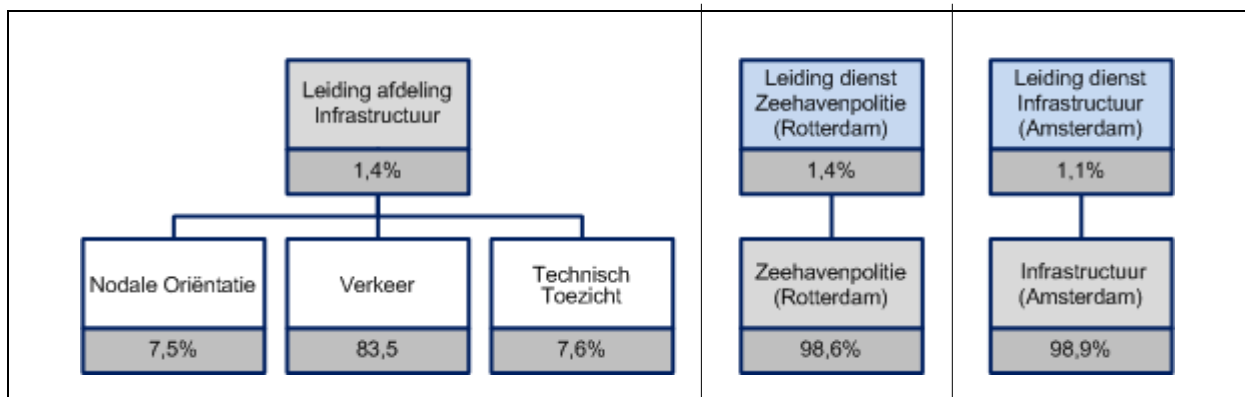 Leiding afdeling
Infrastructuur
1,4%
Nodale Oriëntatie
7,5%
Verkeer
83,5
Technisch
Toezicht
7,6%
Leiding dienst
Zeehavenpolitie
(Rotterdam)
1,4%
Zeehavenpolitie
(Rotterdam)
98,6%
Leiding dienst
Infrastructuur
(Amsterdam)
1,1%
Infrastructuur
(Amsterdam)
98,9%